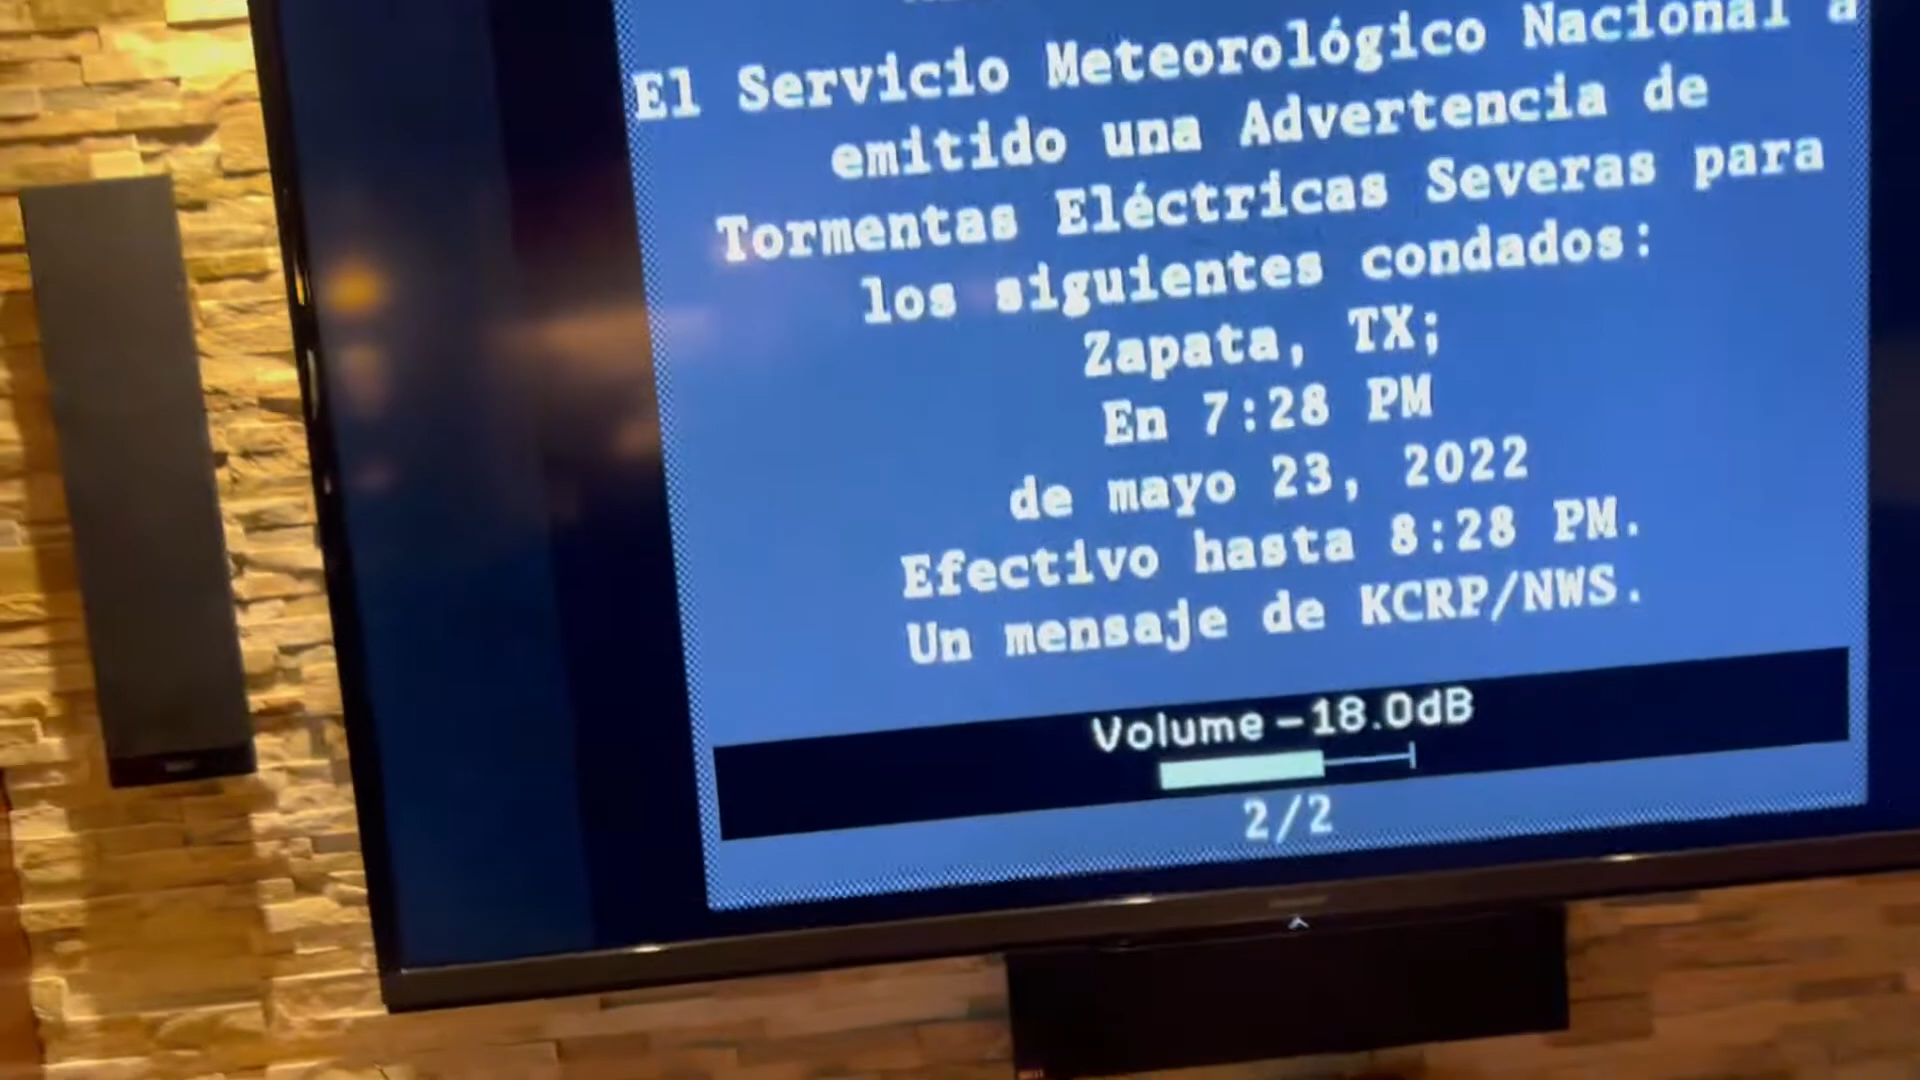 El Servicio Meteorológico Nacional a
emitido una Advertencia de
Tormentas Eléctricas Severas para
los siguientes condados:
Zapata, TX;
En 7:28 PM
de mayo 23, 2022
Efectivo hasta 8:28 PM.
Un mensaje de KCRP/NWS.
Volume -18.0dB
2/2